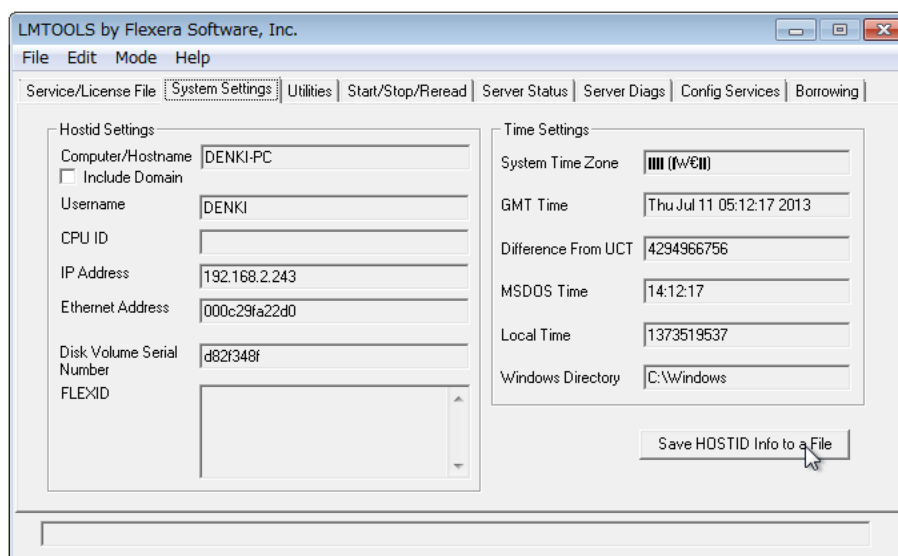 LMTOOLS by Flexera Software, Inc.
File Edit Mode Help
Service/License File System Settings Utilities Start/Stop/Reread Server Status Server Diags Config Services Borrowing
Hostid Settings
Computer/Hostname DENKI-PC
Include Domain
Username DENKI
CPU ID
IP Address 192.168.2.243
Ethernet Address 000c29fa22d0
Disk Volume Serial
Number
d82f348f
FLEXID
Time Settings
System Time Zone
GMT Time Thu Jul 11 05:12:17 2013
Difference From UCT 4294966756
MSDOS Time 14:12:17
Local Time 1373519537
Windows Directory C:\Windows
Save HOSTID Info to a File